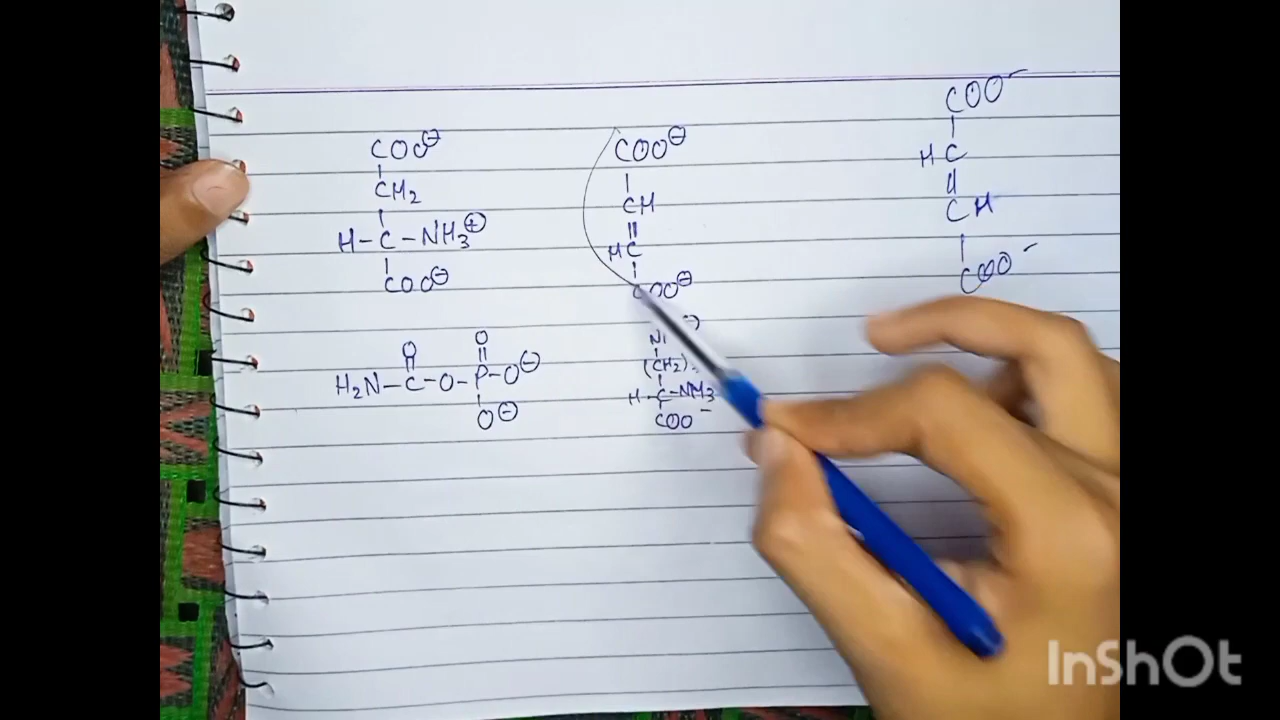 COO⊖
CH₂
H-C-NH₃⊕
COO⊖
COO⊖
CH
||
HC
COO⊖
COO⁻
HC
||
CH
COO⁻
O
H₂N-C-O-P-O⊖
O
||
O⊖
(CH₂)
H-C-NH₃
COO⁻
InShOt